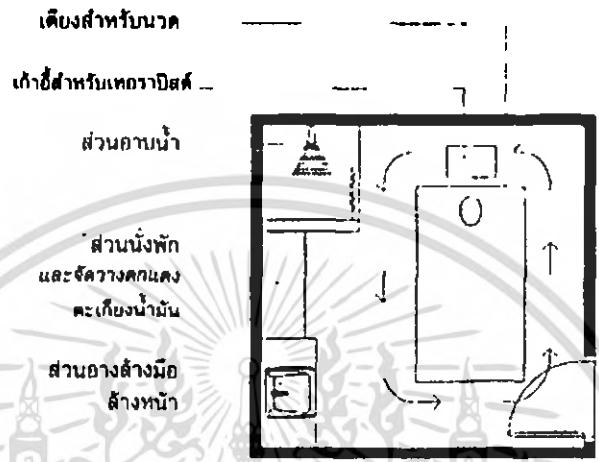 เตียงสำหรับนวด
เก้าอี้สำหรับเทอราปิสต์
ส่วนอาบน้ำ
ส่วนนั่งพัก
และจัดวางตกแต่ง
ตะเกียงน้ำมัน
ส่วนอ่างล้างมือ
ล้างหน้า